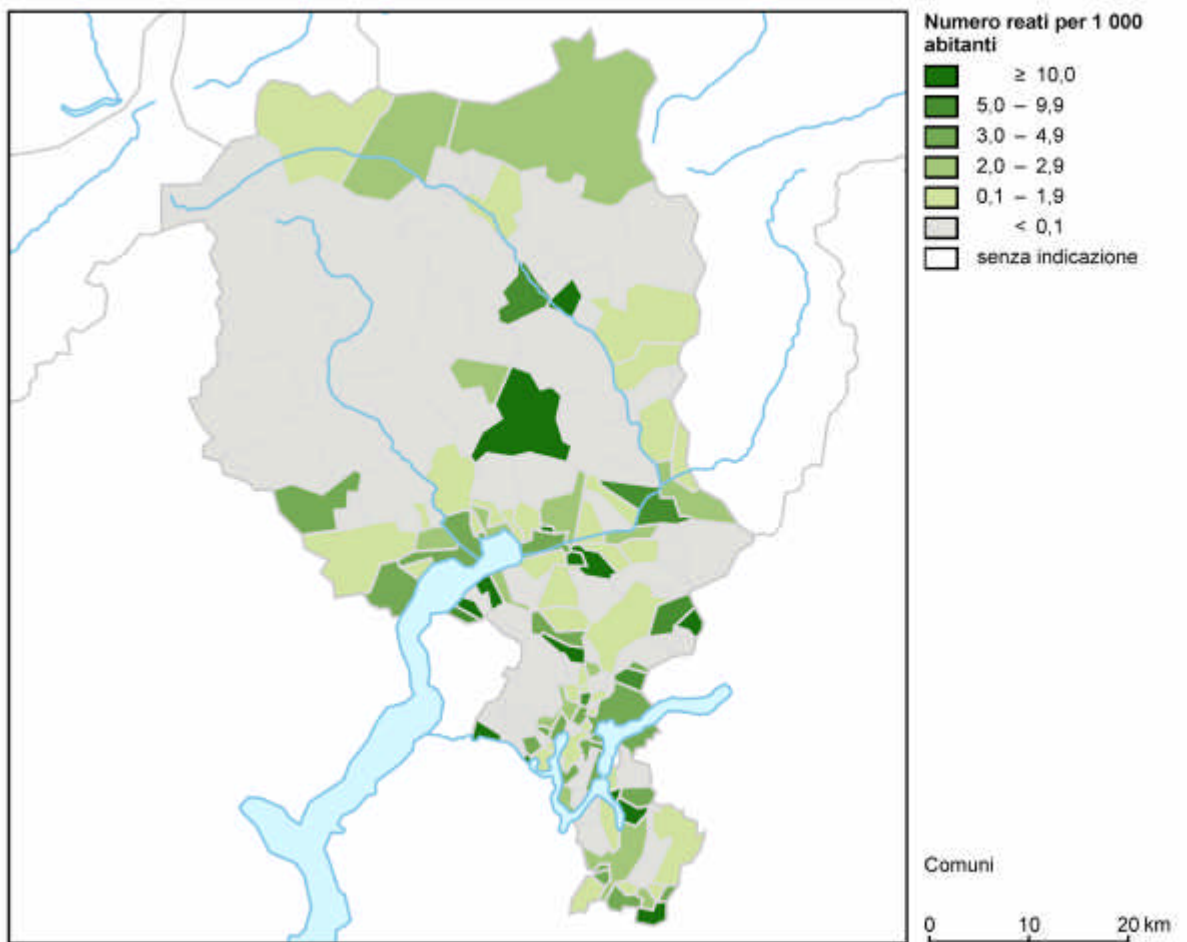 Numero reati per 1 000
abitanti
≥ 10,0
5,0 – 9,9
3,0 – 4,9
2,0 – 2,9
0,1 – 1,9
< 0,1
senza indicazione
Comuni
0 10 20 km